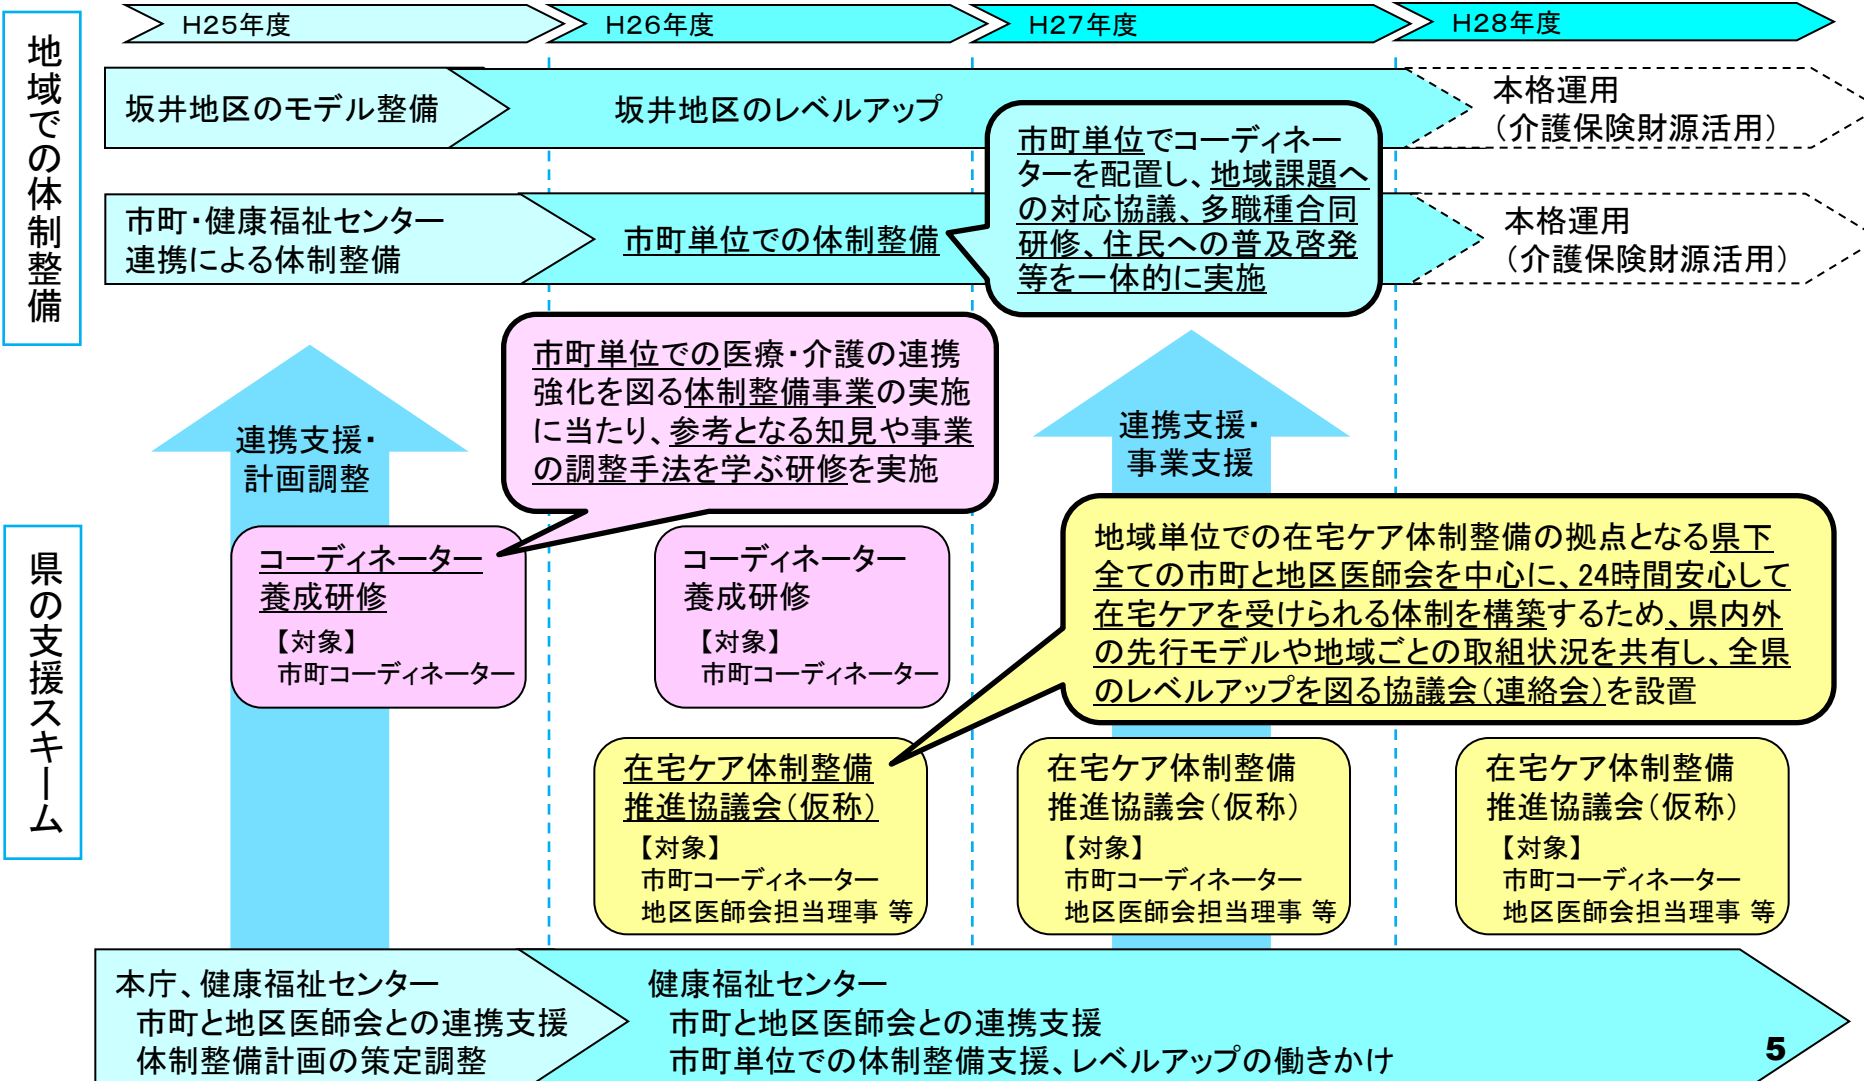 H25年度
H26年度
H27年度
H28年度
地域での体制整備
坂井地区のモデル整備
坂井地区のレベルアップ
本格運用
（介護保険財源活用）
市町・健康福祉センター
連携による体制整備
市町単位での体制整備
市町単位でコーディネー
ターを配置し、地域課題へ
の対応協議、多職種合同
研修、住民への普及啓発
等を一体的に実施
本格運用
（介護保険財源活用）
県の支援スキーム
連携支援・
計画調整
市町単位での医療・介護の連携
強化を図る体制整備事業の実施
に当たり、参考となる知見や事業
の調整手法を学ぶ研修を実施
連携支援・
事業支援
コーディネーター
養成研修
【対象】
市町コーディネーター
コーディネーター
養成研修
【対象】
市町コーディネーター
地域単位での在宅ケア体制整備の拠点となる県下
全ての市町と地区医師会を中心に、24時間安心して
在宅ケアを受けられる体制を構築するため、県内外
の先行モデルや地域ごとの取組状況を共有し、全県
のレベルアップを図る協議会（連絡会）を設置
在宅ケア体制整備
推進協議会（仮称）
【対象】
市町コーディネーター
地区医師会担当理事 等
在宅ケア体制整備
推進協議会（仮称）
【対象】
市町コーディネーター
地区医師会担当理事 等
在宅ケア体制整備
推進協議会（仮称）
【対象】
市町コーディネーター
地区医師会担当理事 等
本庁、健康福祉センター
市町と地区医師会との連携支援
体制整備計画の策定調整
健康福祉センター
市町と地区医師会との連携支援
市町単位での体制整備支援、レベルアップの働きかけ
5